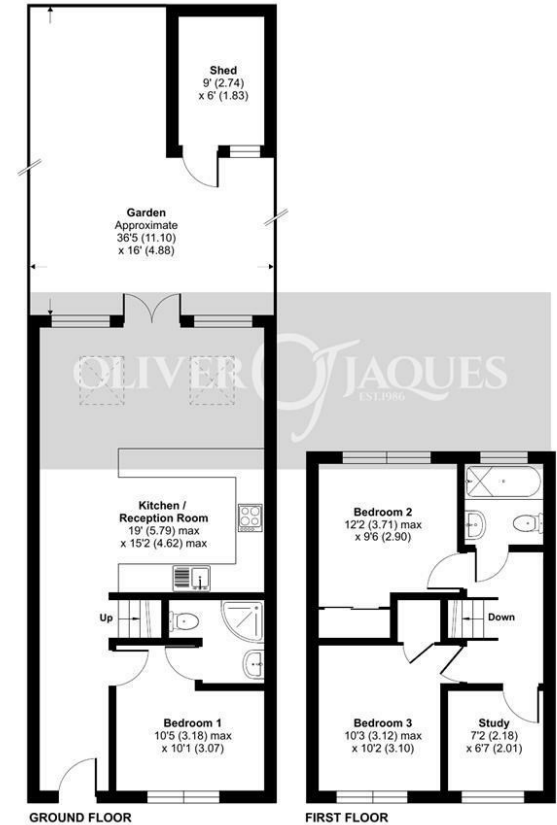 Shed
9' (2.74)
x 6' (1.83)
Garden
Approximate
36'5 (11.10)
x 16' (4.88)
OLIVER OJ JAQUES
EST.1986
Kitchen /
Reception Room
19' (5.79) max
x 15'2 (4.62) max
Up
Bedroom 1
10'5 (3.18) max
x 10'1 (3.07)
GROUND FLOOR
Bedroom 2
12'2 (3.71) max
x 9'6 (2.90)
Down
Bedroom 3
10'3 (3.12) max
x 10'2 (3.10)
Study
7'2 (2.18)
x 6'7 (2.01)
FIRST FLOOR